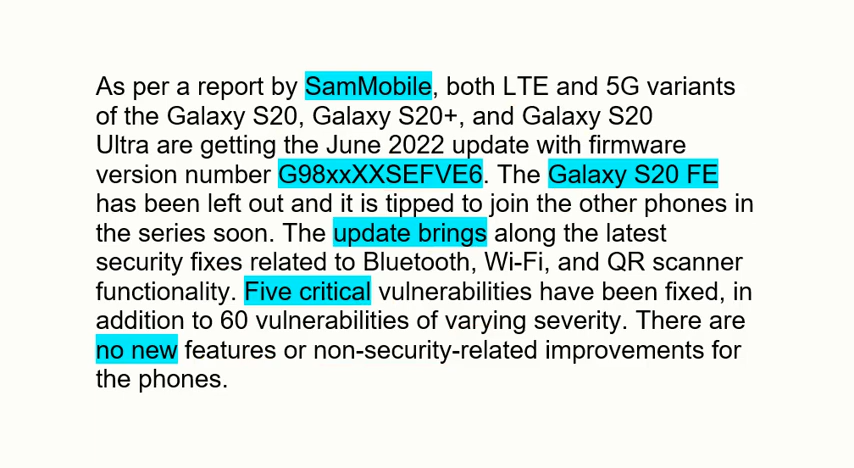 As per a report by SamMobile, both LTE and 5G variants
of the Galaxy S20, Galaxy S20+, and Galaxy S20
Ultra are getting the June 2022 update with firmware
version number G98xxXXSEFVE6. The Galaxy S20 FE
has been left out and it is tipped to join the other phones in
the series soon. The update brings along the latest
security fixes related to Bluetooth, Wi-Fi, and QR scanner
functionality. Five critical vulnerabilities have been fixed, in
addition to 60 vulnerabilities of varying severity. There are
no new features or non-security-related improvements for
the phones.